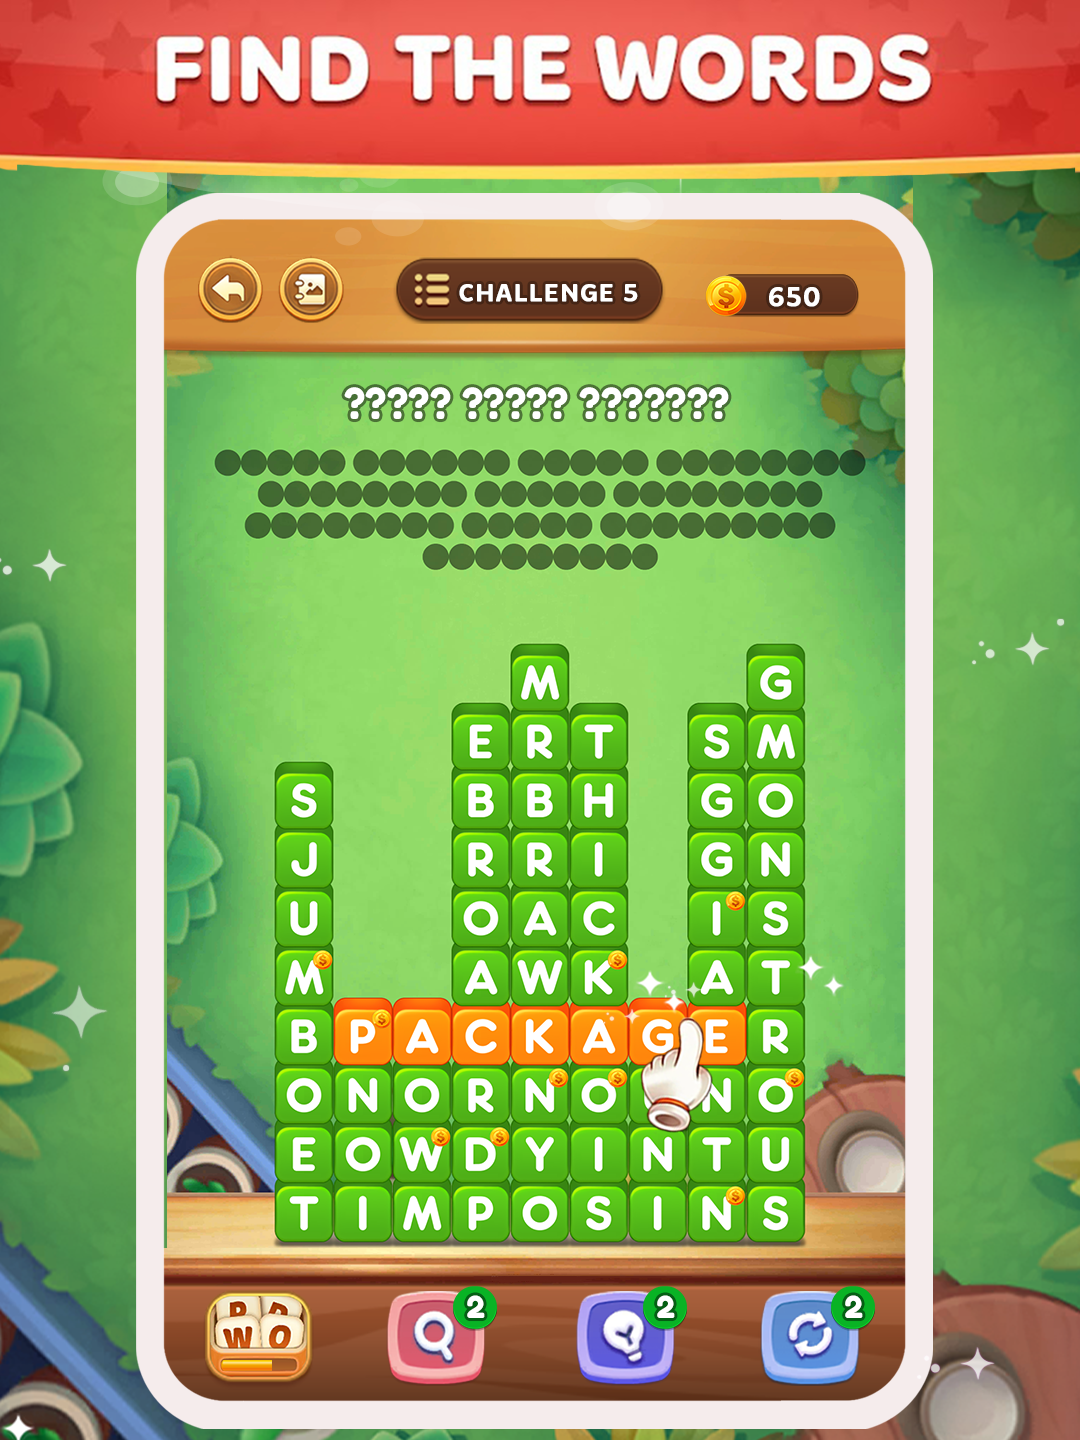 FIND THE WORDS
CHALLENGE 5
650
????? ????? ???????
M G
E R T S M
S B B H G O
J R R I G N
U O A C I S
M A W K A T
B P A C K A G E R
O N O R N O N O
E O W D Y I N T U
T I M P O S I N S
P D
W O
2
2
2